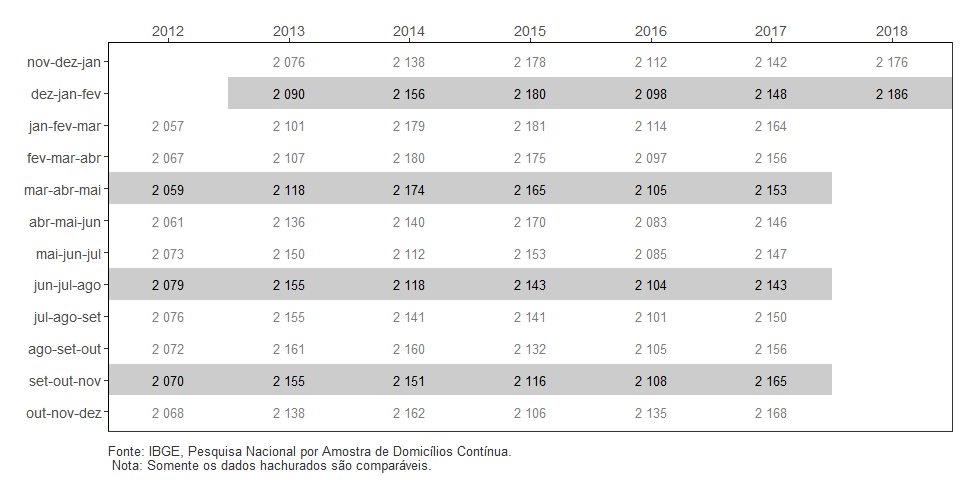 2012 2013 2014 2015 2016 2017 2018
nov-dez-jan 2 076 2 138 2 178 2 112 2 142 2 176
dez-jan-fev 2 090 2 156 2 180 2 098 2 148 2 186
jan-fev-mar 2 057 2 101 2 179 2 181 2 114 2 164
fev-mar-abr 2 067 2 107 2 180 2 175 2 097 2 156
mar-abr-mai 2 059 2 118 2 174 2 165 2 105 2 153
abr-mai-jun 2 061 2 136 2 140 2 170 2 083 2 146
mai-jun-jul 2 073 2 150 2 112 2 153 2 085 2 147
jun-jul-ago 2 079 2 155 2 118 2 143 2 104 2 143
jul-ago-set 2 076 2 155 2 141 2 141 2 101 2 150
ago-set-out 2 072 2 161 2 160 2 132 2 105 2 156
set-out-nov 2 070 2 155 2 151 2 116 2 108 2 165
out-nov-dez 2 068 2 138 2 162 2 106 2 135 2 168
Fonte: IBGE, Pesquisa Nacional por Amostra de Domicílios Contínua.
Nota: Somente os dados hachurados são comparáveis.